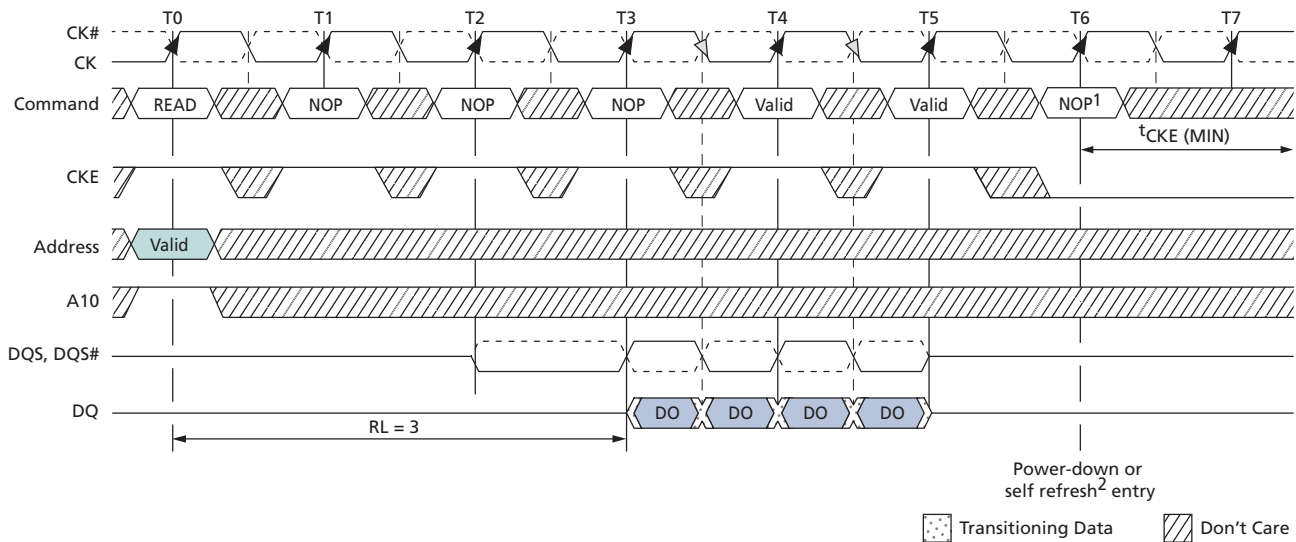 T0 T1 T2 T3 T4 T5 T6 T7
CK#
CK
Command READ NOP NOP NOP Valid Valid NOP1
tCKE (MIN)
CKE
Address Valid
A10
DQS, DQS#
DQ DO DO DO DO
RL = 3
Power-down or
self refresh2 entry
Transitioning Data Don't Care